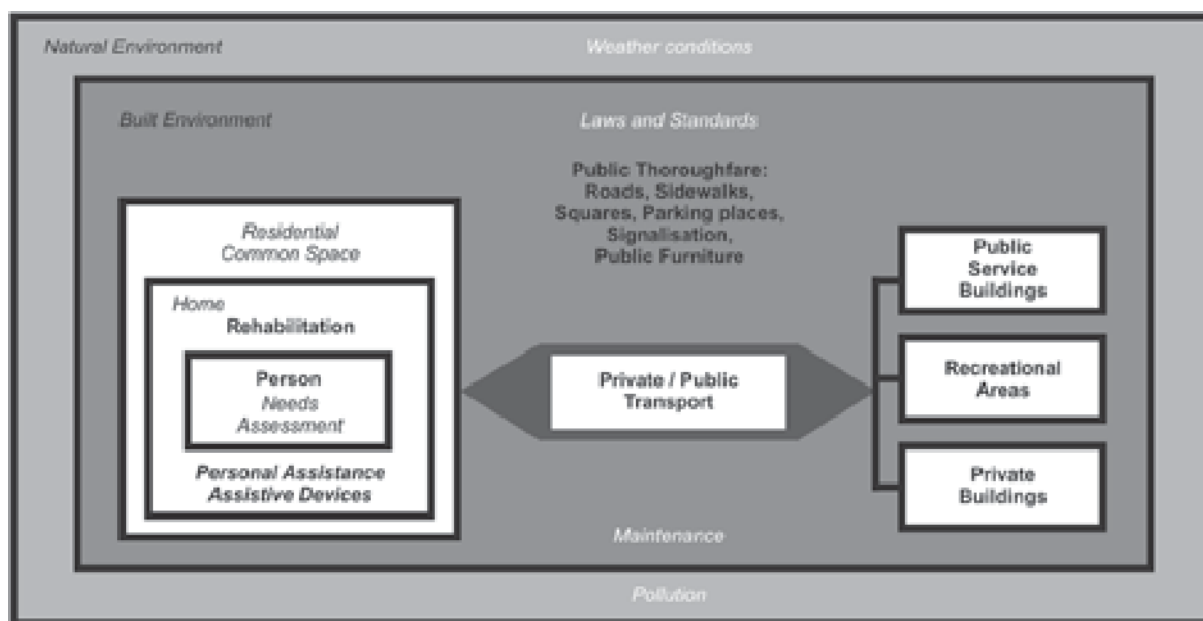 Natural Environment
Weather conditions
Built Environment
Laws and Standards
Public Thoroughfare:
Roads, Sidewalks,
Squares, Parking places,
Signalisation,
Public Furniture
Residential
Common Space
Home
Rehabilitation
Person
Needs
Assessment
Personal Assistance
Assistive Devices
Private / Public
Transport
Public
Service
Buildings
Recreational
Areas
Private
Buildings
Maintenance
Pollution